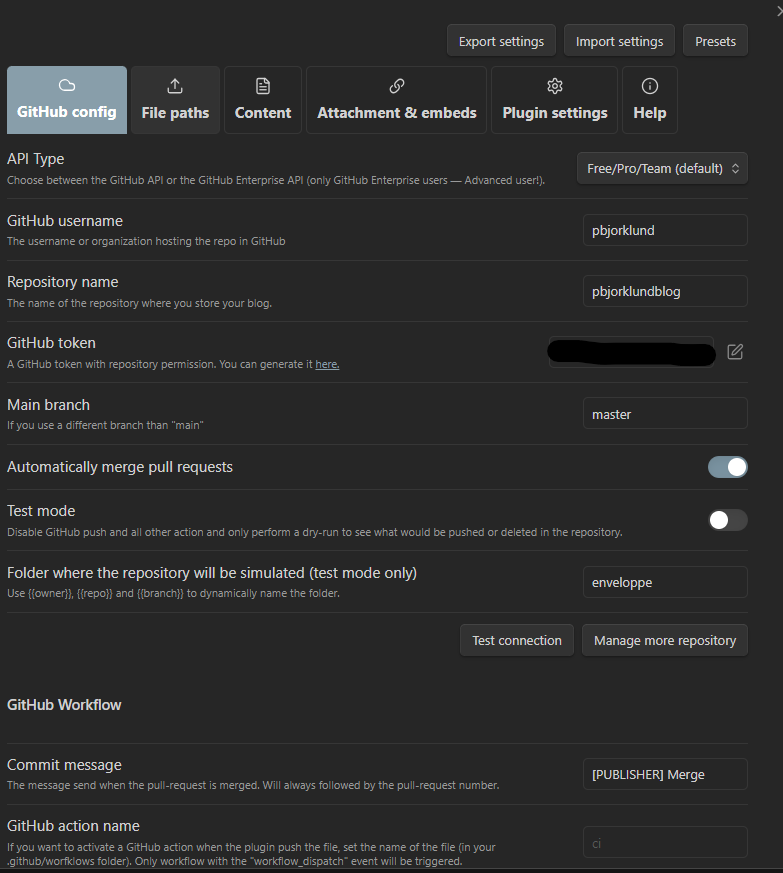 Export settings Import settings Presets
GitHub config File paths Content Attachment & embeds Plugin settings Help
API Type
Choose between the GitHub API or the GitHub Enterprise API (only GitHub Enterprise users — Advanced user!).
Free/Pro/Team (default)
GitHub username
The username or organization hosting the repo in GitHub
pbjorklund
Repository name
The name of the repository where you store your blog.
pbjorklundblog
GitHub token
A GitHub token with repository permission. You can generate it here.
Main branch
If you use a different branch than "main"
master
Automatically merge pull requests
Test mode
Disable GitHub push and all other action and only perform a dry-run to see what would be pushed or deleted in the repository.
Folder where the repository will be simulated (test mode only)
Use {{owner}}, {{repo}} and {{branch}} to dynamically name the folder.
enveloppe
Test connection Manage more repository
GitHub Workflow
Commit message
The message send when the pull-request is merged. Will always followed by the pull-request number.
[PUBLISHER] Merge
GitHub action name
If you want to activate a GitHub action when the plugin push the file, set the name of the file (in your
.github/worfklows folder). Only workflow with the "workflow_dispatch" event will be triggered.
ci